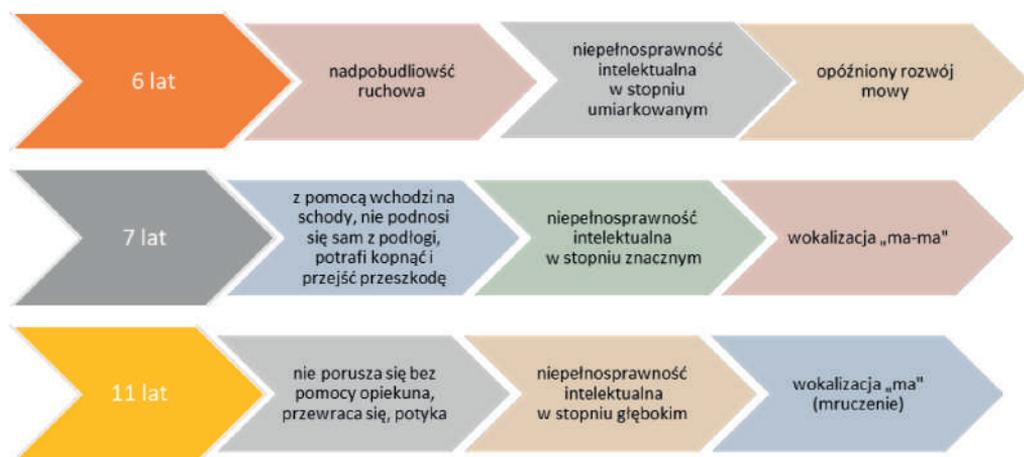 6 lat
nadpobudliowść
ruchowa
niepełnosprawność
intelektualna
w stopniu
umiarkowanym
opóźniony rozwój
mowy
7 lat
z pomocą wchodzi na
schody, nie podnosi
się sam z podłogi,
potrafi kopnąć i
przejść przeszkodę
niepełnosprawność
intelektualna
w stopniu znacznym
wokalizacja „ma-ma"
11 lat
nie porusza się bez
pomocy opiekuna,
przewraca się, potyka
niepełnosprawność
intelektualna
w stopniu głębokim
wokalizacja „ma"
(mruczenie)